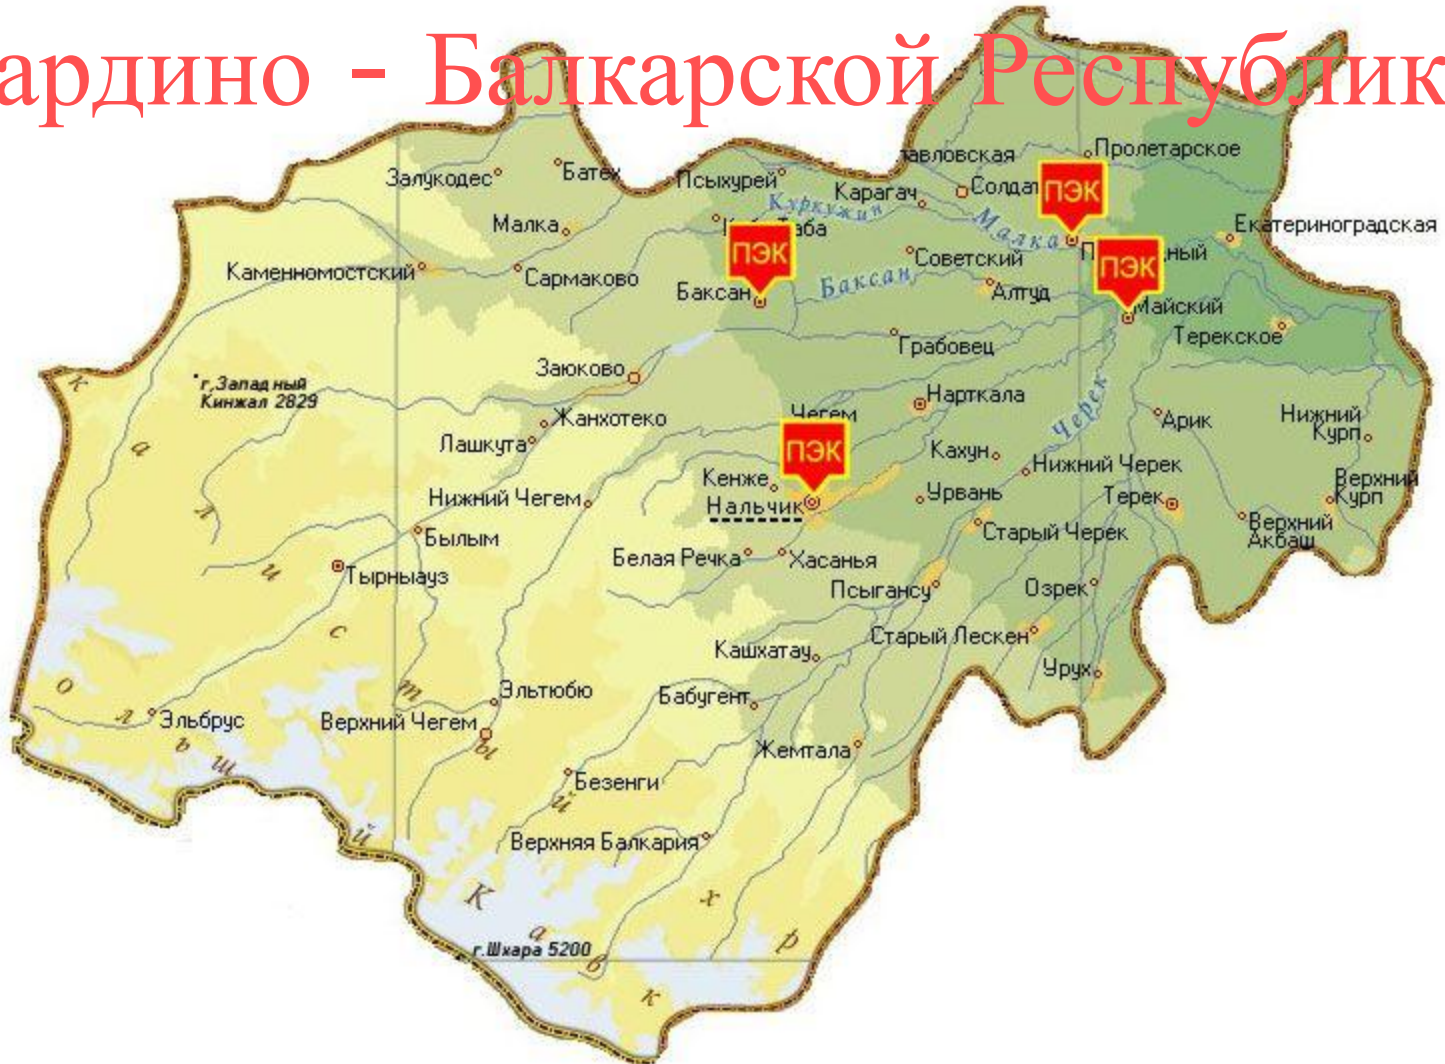 ардино - Балкарской Республик
Залукодес
Батех
Псыхурей
Карагач
авловская
Солдат
ПЭК
Пролетарское
Малка
Куркужин
Малка
Екатериноградская
Каменномостский
Сармаково
ПЭК
Баксан
Баксан
Советский
Алтуд
ный
ПЭК
Майский
Терекское
Грабовец
Заюково
г.Западный
Кинжал 2829
Жанхотеко
Лашкута
Чегем
Нарткала
Черек
Арик
Нижний
Курп
ПЭК
Кенже
Нальчик
Кахун
Нижний Черек
Урвань
Терек
Верхний
Курп
Нижний Чегем
Былым
Старый Черек
Верхний
Акбаш
Белая Речка
Хасанья
Тырныауз
Псыгансу
Озрек
Старый Лескен
Кашхатау
Урух
Эльтюбю
Бабугент
Эльбрус
Верхний Чегем
Жемтала
Безенги
Верхняя Балкария
г.Шхара 5200
С к а л и с т ы й х р
Б о л ь ш о й К а в к